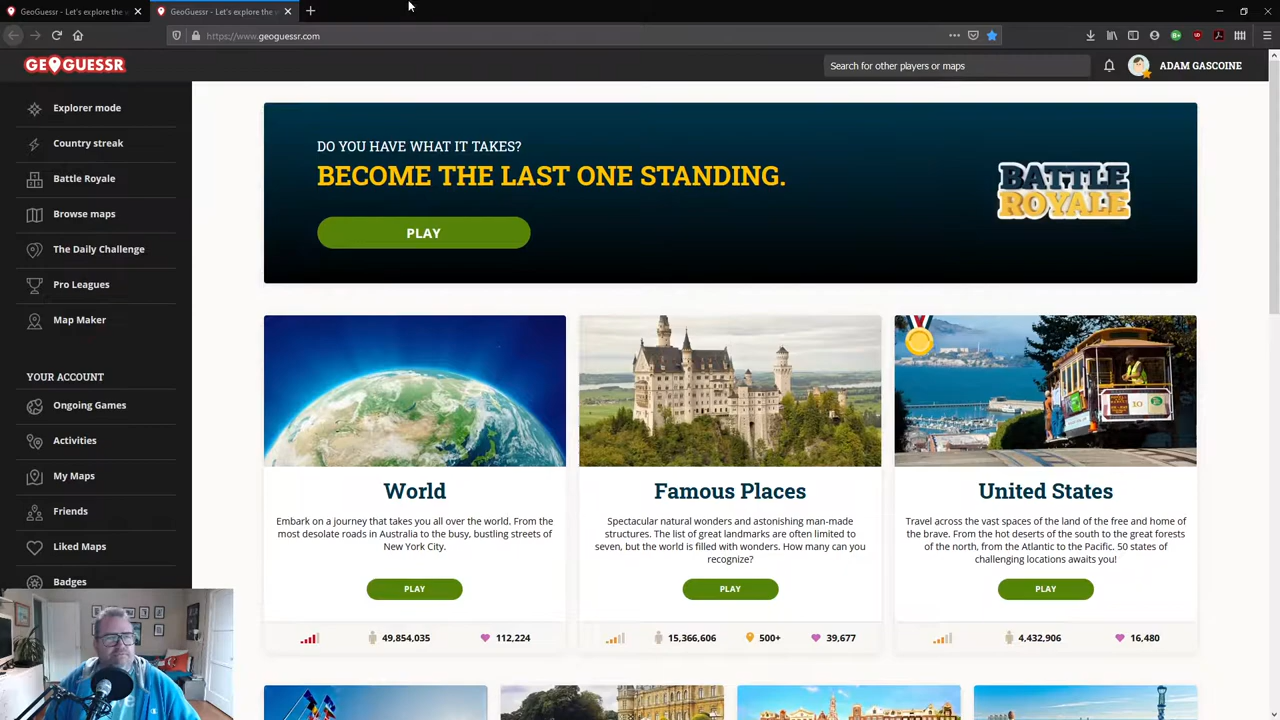 GeoGuessr - Let's explore the w
GeoGuessr - Let's explore the w
https://www.geoguessr.com
GEOGUESSR
Search for other players or maps
ADAM GASCOINE
Explorer mode
Country streak
Battle Royale
Browse maps
The Daily Challenge
Pro Leagues
Map Maker
YOUR ACCOUNT
Ongoing Games
Activities
My Maps
Friends
Liked Maps
Badges
DO YOU HAVE WHAT IT TAKES?
BECOME THE LAST ONE STANDING.
PLAY
BATTLE
ROYALE
World
Embark on a journey that takes you all over the world. From the
most desolate roads in Australia to the busy, bustling streets of
New York City.
PLAY
49,854,035
112,224
Famous Places
Spectacular natural wonders and astonishing man-made
structures. The list of great landmarks are often limited to
seven, but the world is filled with wonders. How many can you
recognize?
PLAY
15,366,606
500+
39,677
10
United States
Travel across the vast spaces of the land of the free and home of
the brave. From the hot deserts of the south to the great forests
of the north, from the Atlantic to the Pacific. 50 states of
challenging locations awaits you!
PLAY
4,432,906
16,480